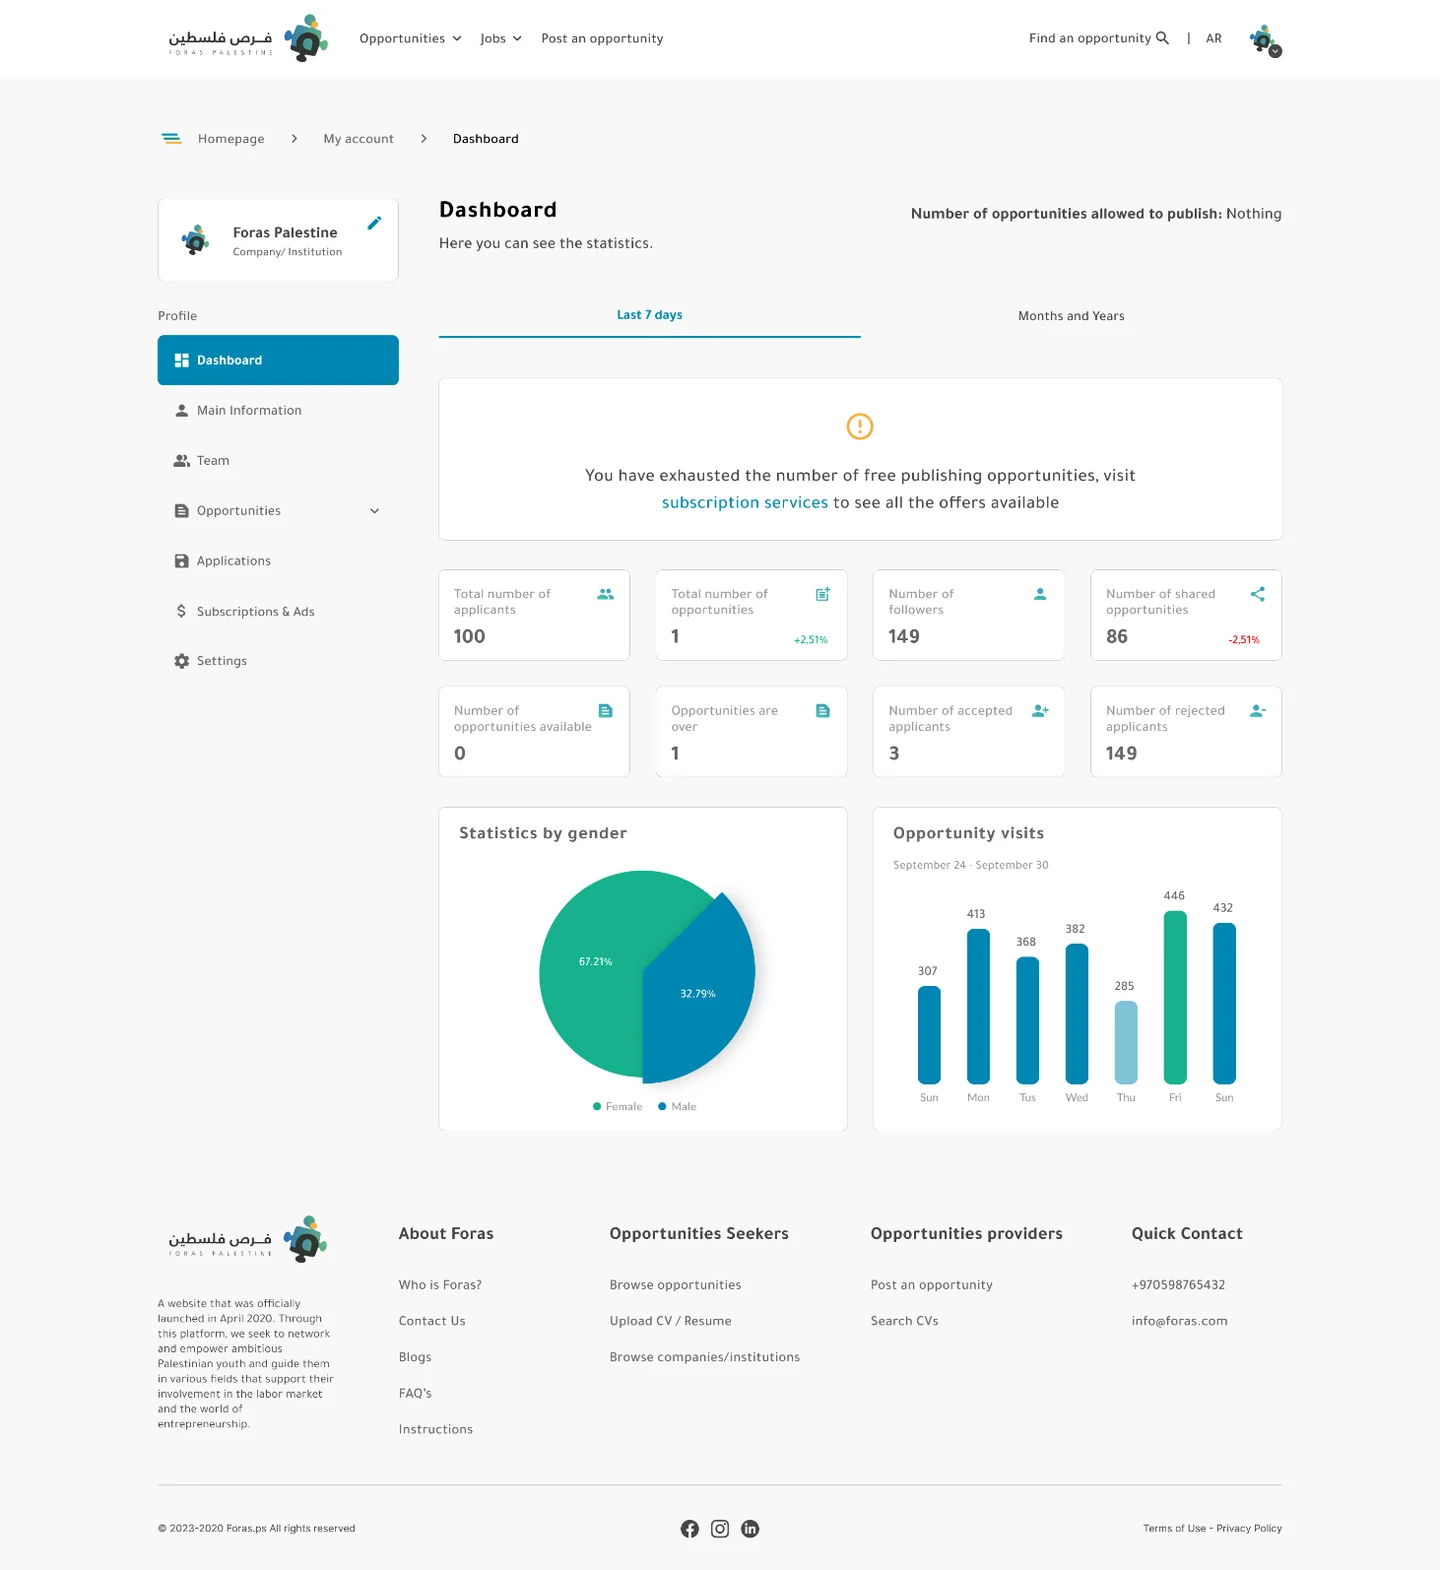 فـرص فلسطين
FORAS PALESTINE
Opportunities
Jobs
Post an opportunity
Find an opportunity
|
AR
Homepage > My account > Dashboard
Foras Palestine
Company/ Institution
Profile
Dashboard
Main Information
Team
Opportunities
Applications
Subscriptions & Ads
Settings
Dashboard
Here you can see the statistics.
Number of opportunities allowed to publish: Nothing
Last 7 days
Months and Years
You have exhausted the number of free publishing opportunities, visit
subscription services to see all the offers available
Total number of
applicants
100
Total number of
opportunities
1
+2,51%
Number of
followers
149
Number of shared
opportunities
86
-2,51%
Number of
opportunities available
0
Opportunities are
over
1
Number of accepted
applicants
3
Number of rejected
applicants
149
Statistics by gender
67.21%
32.79%
Female
Male
Opportunity visits
September 24 - September 30
307
413
368
382
285
446
432
Sun
Mon
Tus
Wed
Thu
Fri
Sun
فـرص فلسطين
FORAS PALESTINE
A website that was officially
launched in April 2020. Through
this platform, we seek to network
and empower ambitious
Palestinian youth and guide them
in various fields that support their
involvement in the labor market
and the world of
entrepreneurship.
About Foras
Who is Foras?
Contact Us
Blogs
FAQ's
Instructions
Opportunities Seekers
Browse opportunities
Upload CV / Resume
Browse companies/institutions
Opportunities providers
Post an opportunity
Search CVs
Quick Contact
+970598765432
info@foras.com
© 2023-2020 Foras.ps All rights reserved
Terms of Use - Privacy Policy